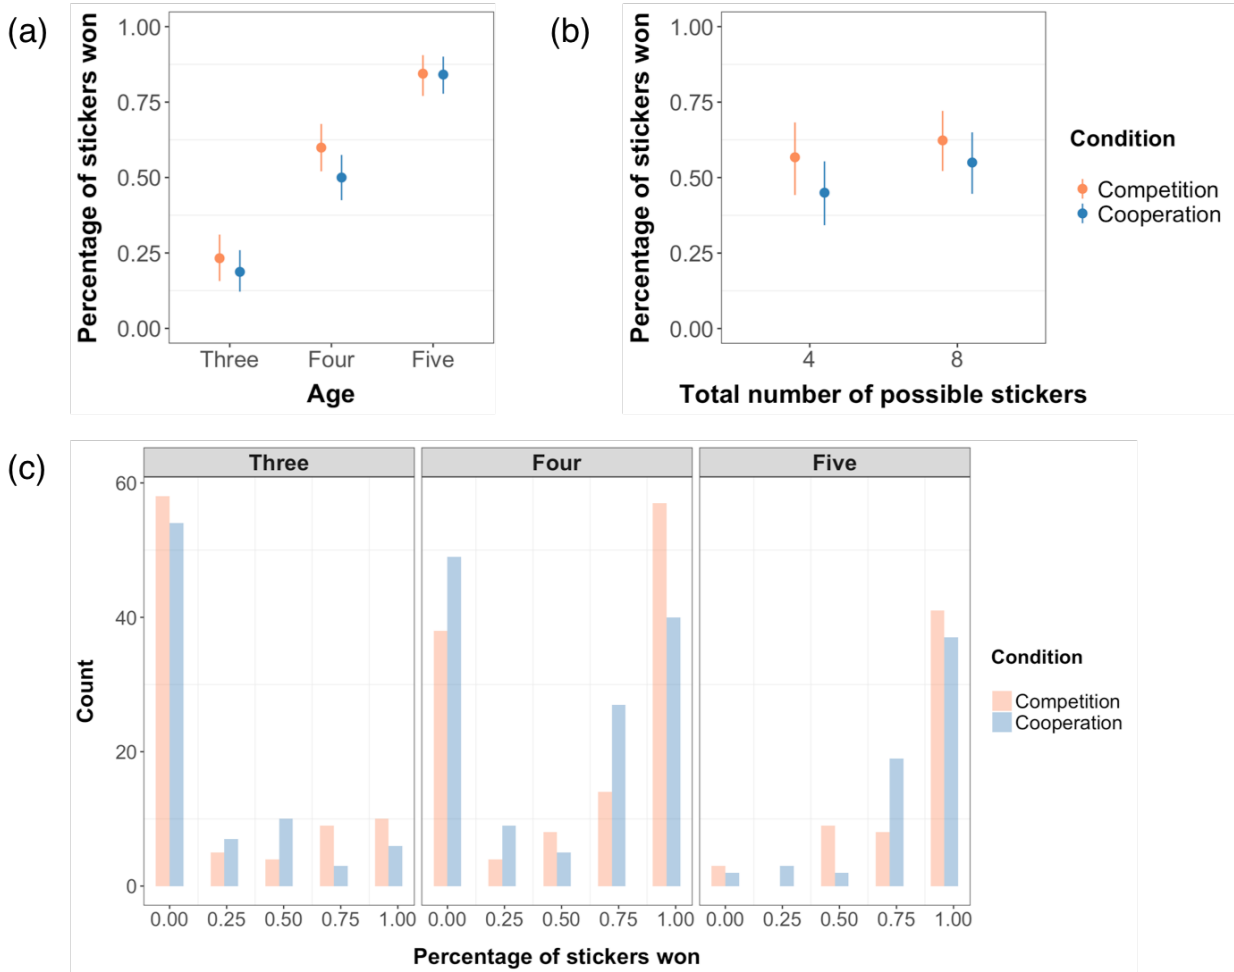 (a)
Percentage of stickers won
1.00
0.75
0.50
0.25
0.00
Three Four Five
Age
(b)
Percentage of stickers won
1.00
0.75
0.50
0.25
0.00
4 8
Total number of possible stickers
Condition
Competition
Cooperation
(c)
Three Four Five
Count
60
40
20
0
0.00 0.25 0.50 0.75 1.00 0.00 0.25 0.50 0.75 1.00 0.00 0.25 0.50 0.75 1.00
Percentage of stickers won
Condition
Competition
Cooperation